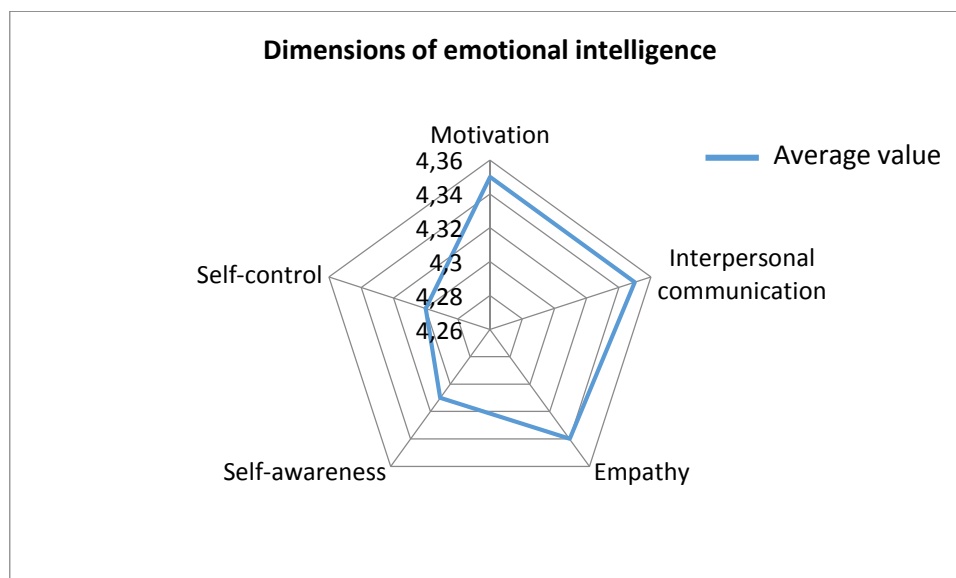 Dimensions of emotional intelligence
Motivation
Average value
4,36
4,34
4,32
4,3
4,28
4,26
Interpersonal
communication
Self-control
Self-awareness
Empathy